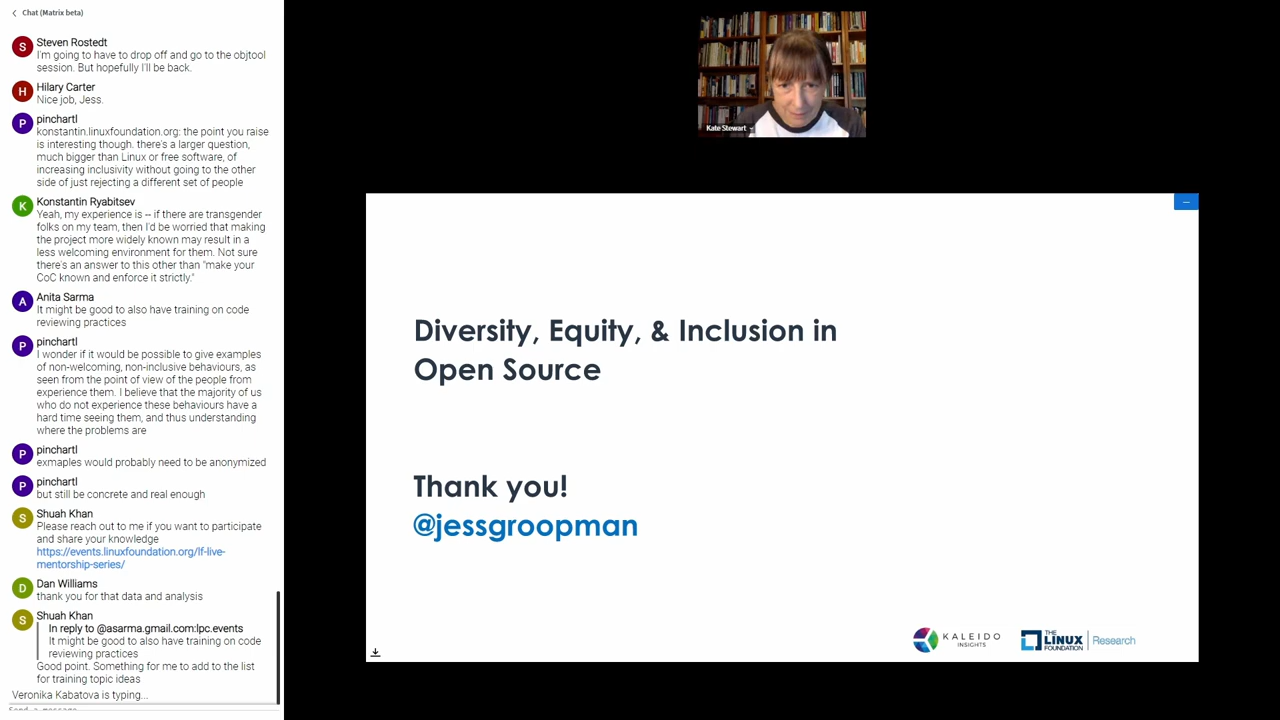 Chat (Matrix beta)
S
Steven Rostedt
I'm going to have to drop off and go to the objtool
session. But hopefully I'll be back.
H
Hilary Carter
Nice job, Jess.
P
pinchartl
konstantin.linuxfoundation.org: the point you raise
is interesting though. there's a larger question,
much bigger than Linux or free software, of
increasing inclusivity without going to the other
side of just rejecting a different set of people
K
Konstantin Ryabitsev
Yeah, my experience is -- if there are transgender
folks on my team, then I'd be worried that making
the project more widely known may result in a
less welcoming environment for them. Not sure
there's an answer to this other than "make your
CoC known and enforce it strictly."
A
Anita Sarma
It might be good to also have training on code
reviewing practices
P
pinchartl
I wonder if it would be possible to give examples
of non-welcoming, non-inclusive behaviours, as
seen from the point of view of the people from
experience them. I believe that the majority of us
who do not experience these behaviours have a
hard time seeing them, and thus understanding
where the problems are
P
pinchartl
exmaples would probably need to be anonymized
P
pinchartl
but still be concrete and real enough
S
Shuah Khan
Please reach out to me if you want to participate
and share your knowledge
https://events.linuxfoundation.org/lf-live-
mentorship-series/
D
Dan Williams
thank you for that data and analysis
S
Shuah Khan
In reply to @asarma.gmail.com:lpc.events
It might be good to also have training on code
reviewing practices
Good point. Something for me to add to the list
for training topic ideas
Veronika Kabatova is typing...
Send a message
Kate Stewart
Diversity, Equity, & Inclusion in
Open Source
Thank you!
@jessgroopman
KALEIDO
INSIGHTS
THE
LINUX
FOUNDATION
Research